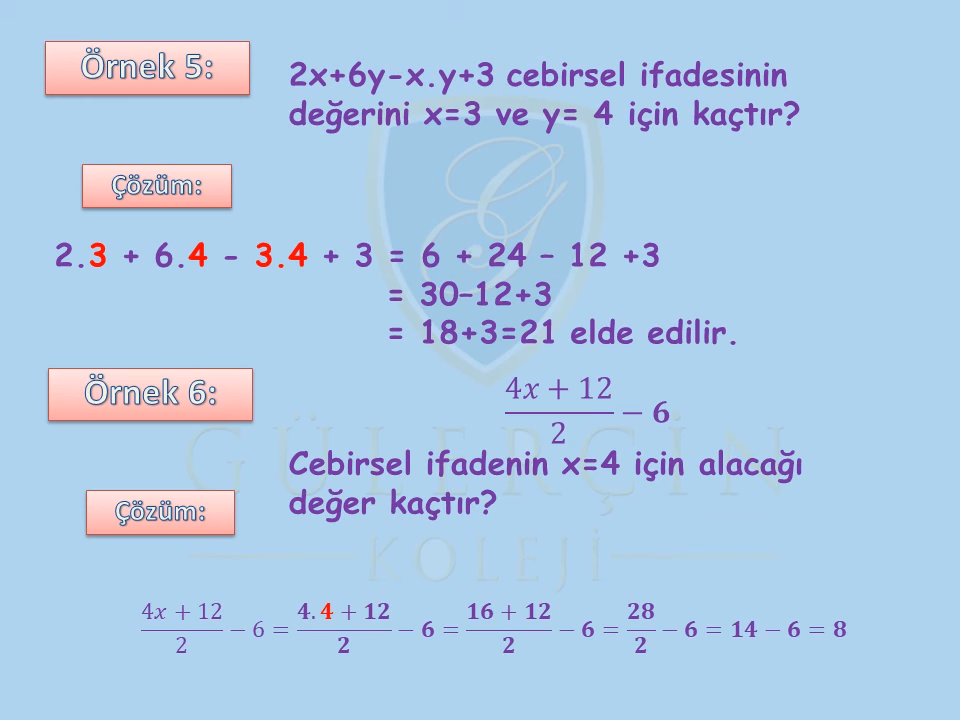 Örnek 5:
2x+6y-x.y+3 cebirsel ifadesinin
değerini x=3 ve y= 4 için kaçtır?
Çözüm:
2.3 + 6.4 - 3.4 + 3 = 6 + 24 – 12 +3
= 30–12+3
= 18+3=21 elde edilir.
Örnek 6:
(4x + 12)/2 − 6
Cebirsel ifadenin x=4 için alacağı
değer kaçtır?
Çözüm:
(4x + 12)/2 − 6 = (4.4 + 12)/2 − 6 = (16 + 12)/2 − 6 = 28/2 − 6 = 14 − 6 = 8
GÜLERÇİN
KOLEJİ